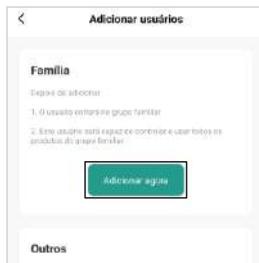 Adicionar usuários
Família
Depois de adicionar
1. O usuário entrará no grupo familiar
2. Este usuário será capaz de controlar e usar todos os
produtos do grupo familiar
Adicionar agora
Outros